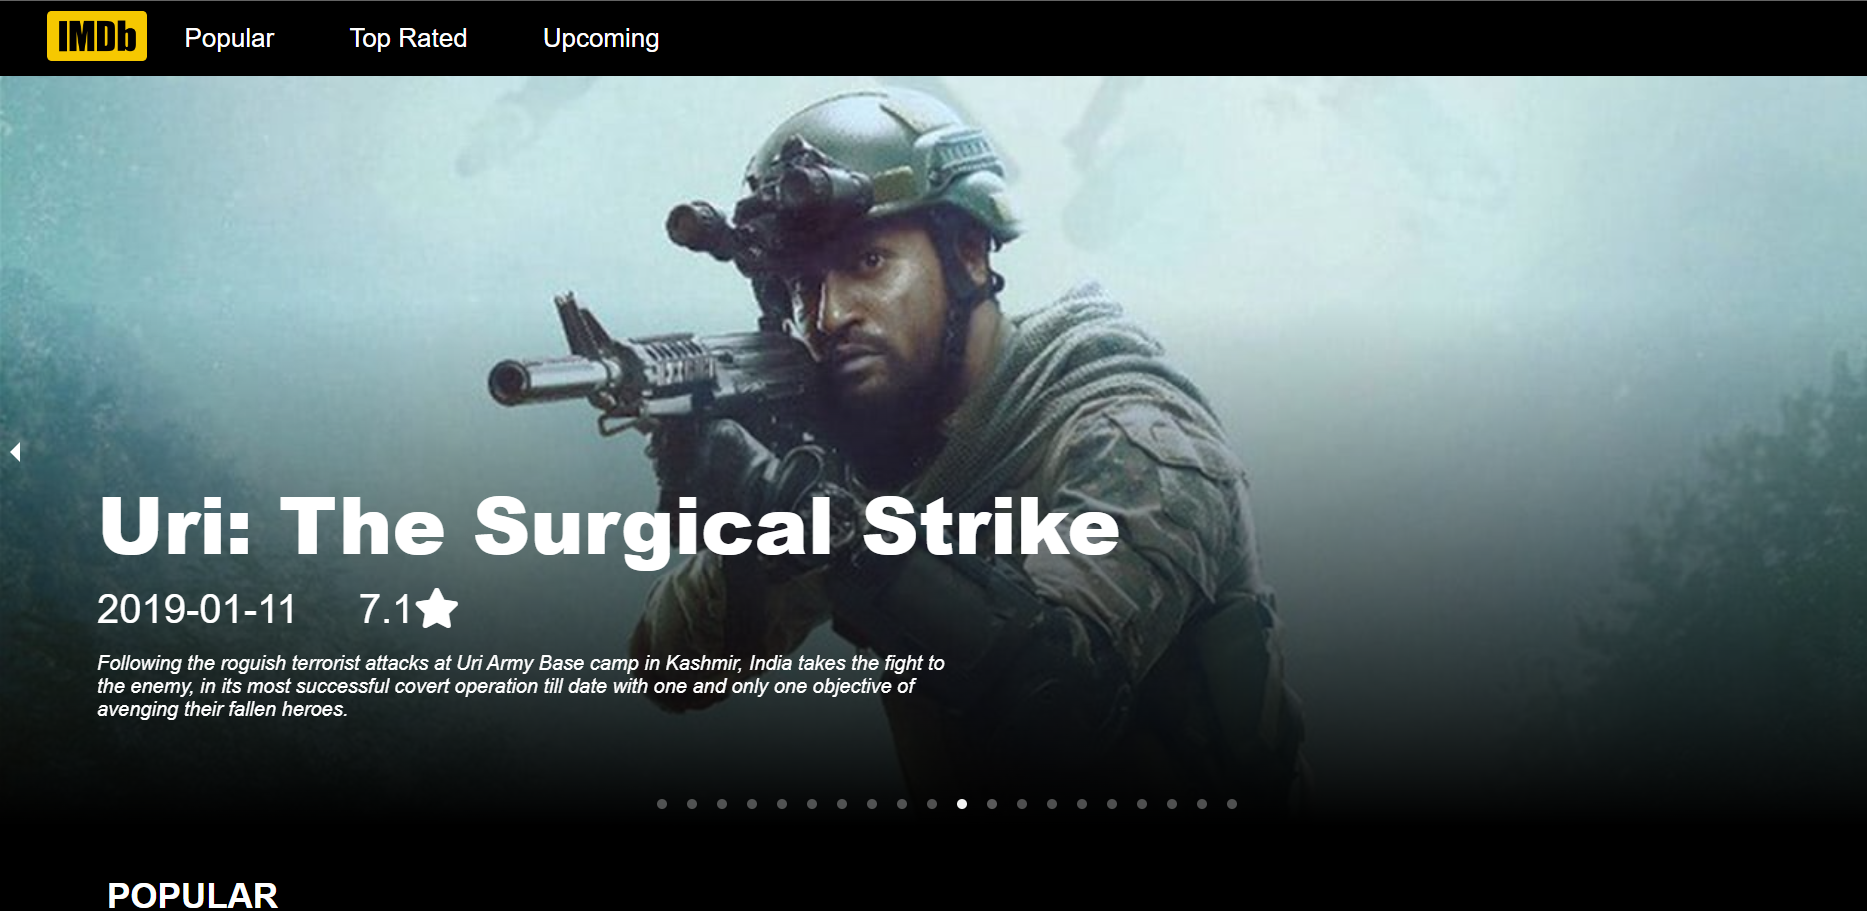 IMDb Popular Top Rated Upcoming
Uri: The Surgical Strike
2019-01-11 7.1
Following the roguish terrorist attacks at Uri Army Base camp in Kashmir, India takes the fight to
the enemy, in its most successful covert operation till date with one and only one objective of
avenging their fallen heroes.
POPULAR